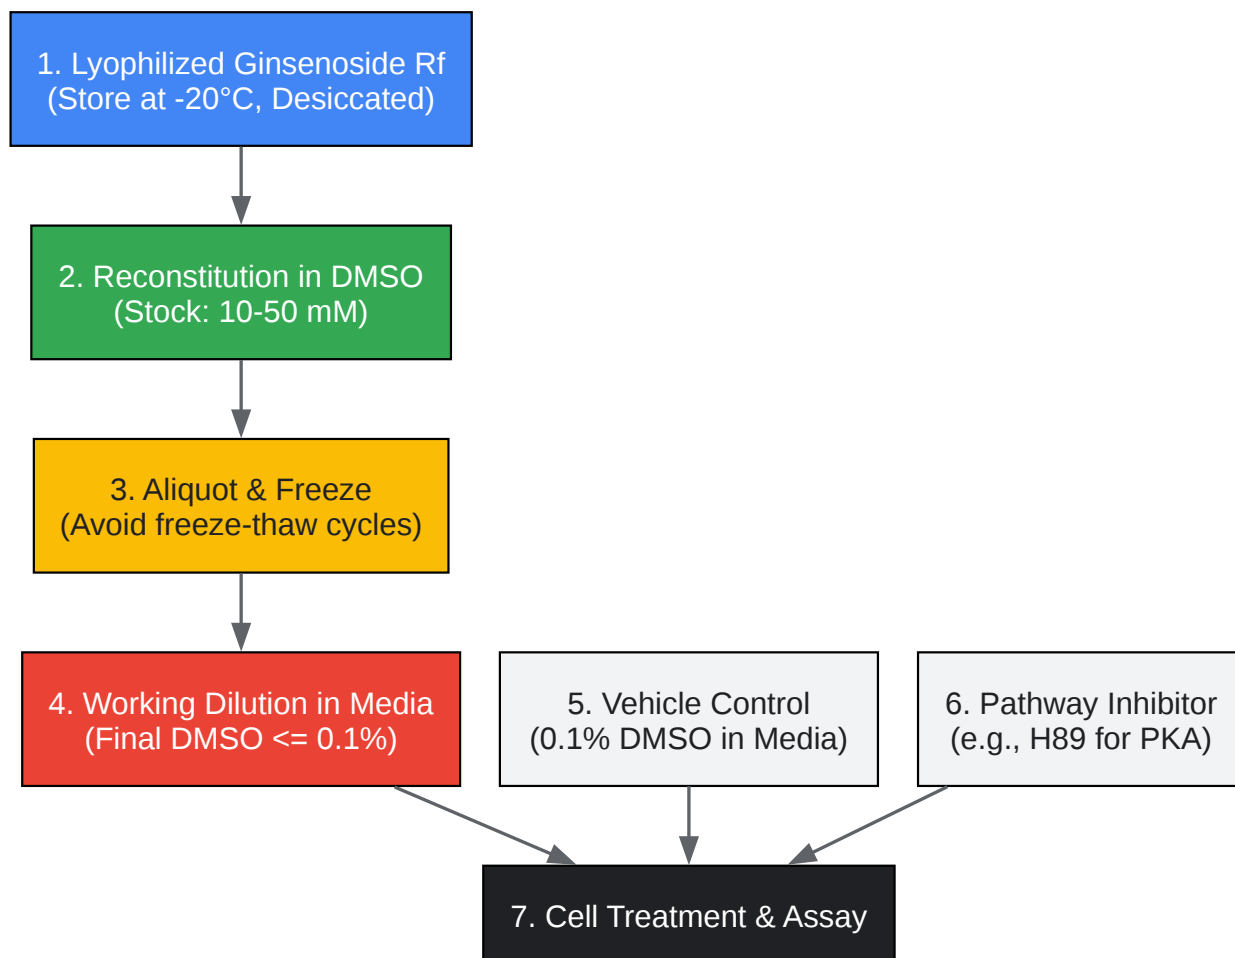 1. Lyophilized Ginsenoside Rf
(Store at -20°C, Desiccated)
2. Reconstitution in DMSO
(Stock: 10-50 mM)
3. Aliquot & Freeze
(Avoid freeze-thaw cycles)
4. Working Dilution in Media
(Final DMSO <= 0.1%)
5. Vehicle Control
(0.1% DMSO in Media)
6. Pathway Inhibitor
(e.g., H89 for PKA)
7. Cell Treatment & Assay